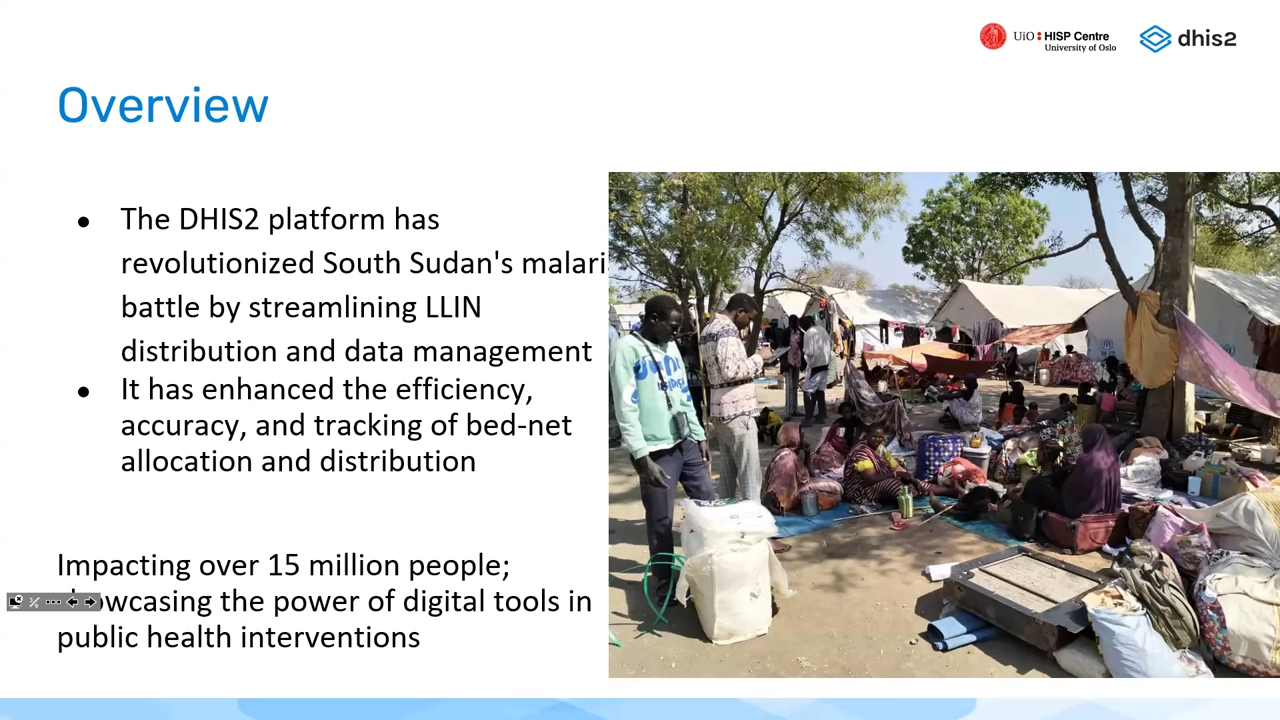 UiO HISP Centre
University of Oslo
dhis2
Overview
● The DHIS2 platform has
revolutionized South Sudan's malari
battle by streamlining LLIN
distribution and data management
● It has enhanced the efficiency,
accuracy, and tracking of bed-net
allocation and distribution
Impacting over 15 million people;
owcasing the power of digital tools in
public health interventions